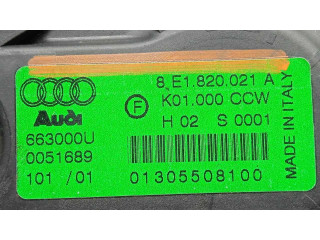 8 E1.820.021 A
Audi
F
K01.000 CCW
663000U
H 02 S 0001
0051689
101 /01
01305508100
MADE IN ITALY